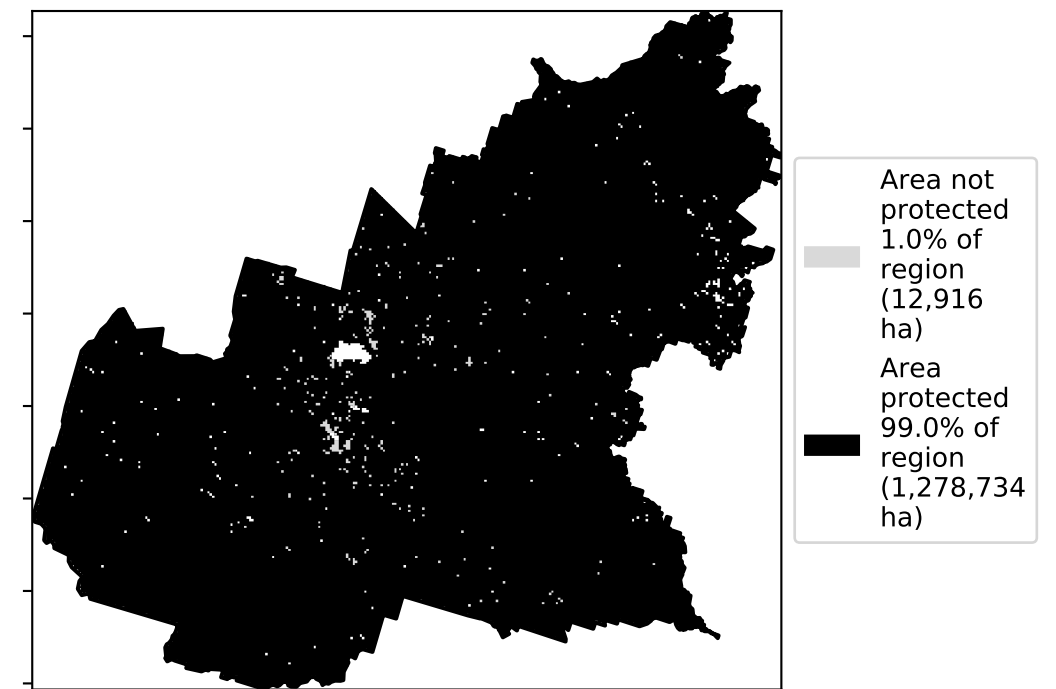 Area not
protected
1.0% of
region
(12,916
ha)
Area
protected
99.0% of
region
(1,278,734
ha)